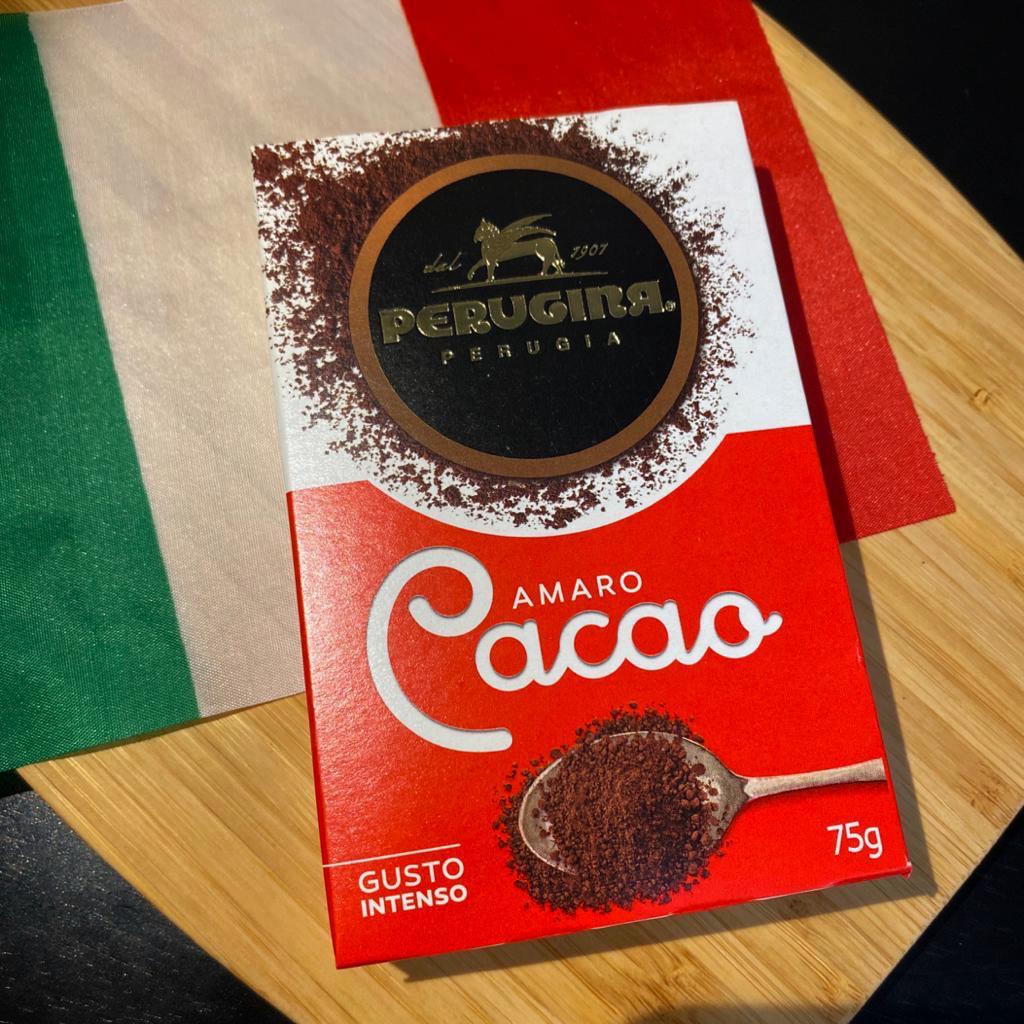 dal 1907
PERUGINA®
PERUGIA
AMARO
Cacao
75g
GUSTO
INTENSO